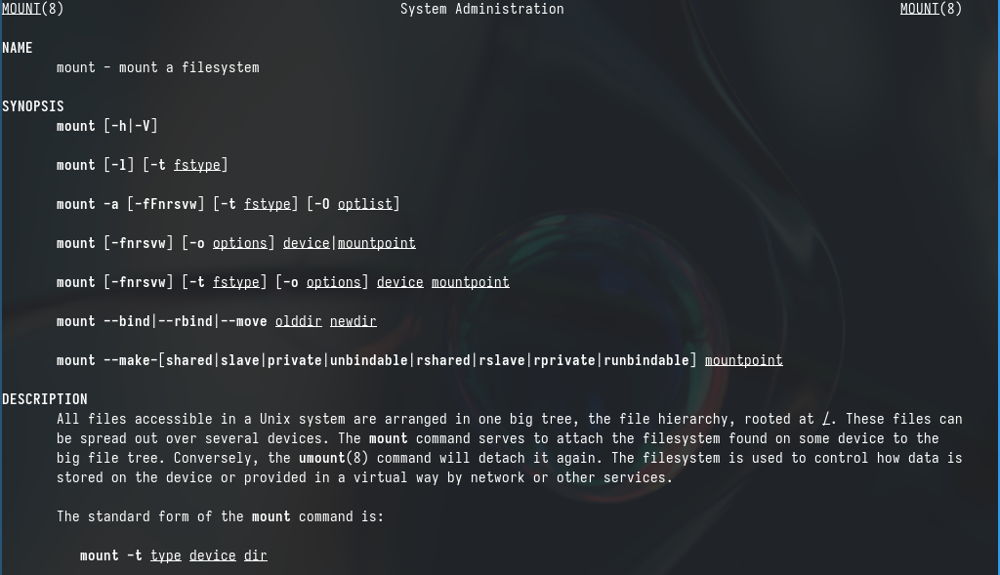 MOUNT(8) System Administration MOUNT(8)
NAME
mount - mount a filesystem
SYNOPSIS
mount [-h|-V]
mount [-l] [-t fstype]
mount -a [-fFnrsvw] [-t fstype] [-O optlist]
mount [-fnrsvw] [-o options] device|mountpoint
mount [-fnrsvw] [-t fstype] [-o options] device mountpoint
mount --bind|--rbind|--move olddir newdir
mount --make-[shared|slave|private|unbindable|rshared|rslave|rprivate|runbindable] mountpoint
DESCRIPTION
All files accessible in a Unix system are arranged in one big tree, the file hierarchy, rooted at /. These files can
be spread out over several devices. The mount command serves to attach the filesystem found on some device to the
big file tree. Conversely, the umount(8) command will detach it again. The filesystem is used to control how data is
stored on the device or provided in a virtual way by network or other services.
The standard form of the mount command is:
mount -t type device dir